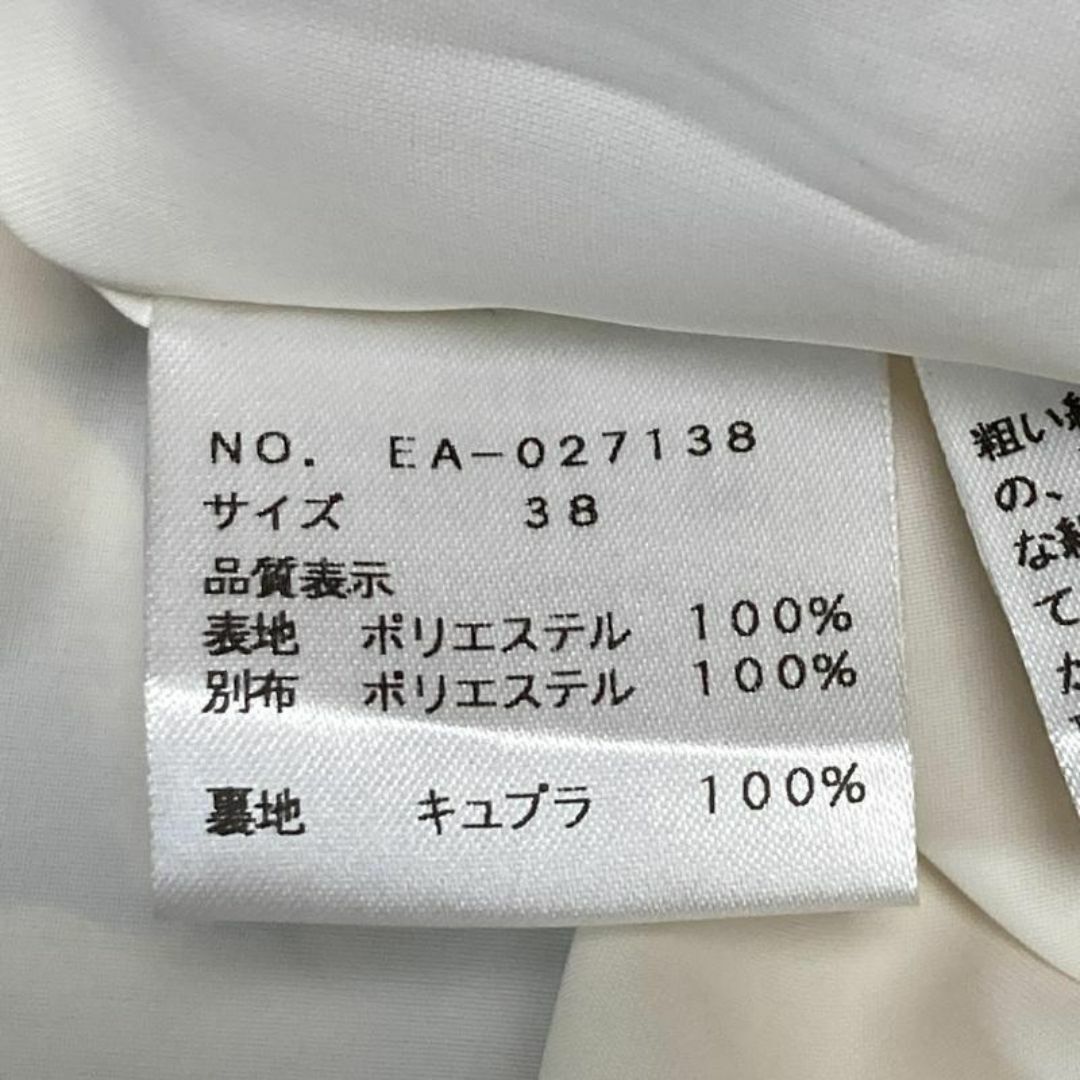 NO. EA-027138
サイズ 38
品質表示
表地 ポリエステル 100%
別布 ポリエステル 100%
裏地 キュプラ 100%
粗い
の、
な
て